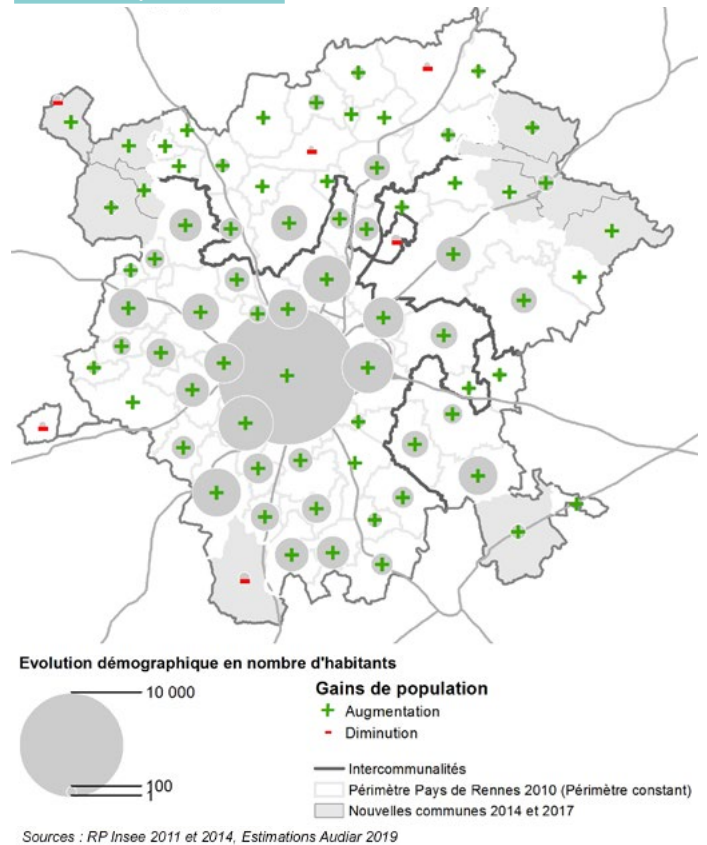 Evolution démographique en nombre d'habitants
10 000
100
1
Gains de population
+ Augmentation
- Diminution
Intercommunalités
Périmètre Pays de Rennes 2010 (Périmètre constant)
Nouvelles communes 2014 et 2017
Sources : RP Insee 2011 et 2014, Estimations Audiar 2019